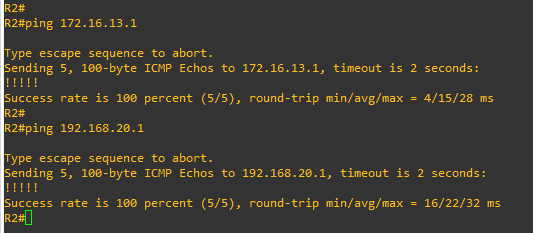 R2#
R2#ping 172.16.13.1
Type escape sequence to abort.
Sending 5, 100-byte ICMP Echos to 172.16.13.1, timeout is 2 seconds:
!!!!!
Success rate is 100 percent (5/5), round-trip min/avg/max = 4/15/28 ms
R2#
R2#ping 192.168.20.1
Type escape sequence to abort.
Sending 5, 100-byte ICMP Echos to 192.168.20.1, timeout is 2 seconds:
!!!!!
Success rate is 100 percent (5/5), round-trip min/avg/max = 16/22/32 ms
R2#